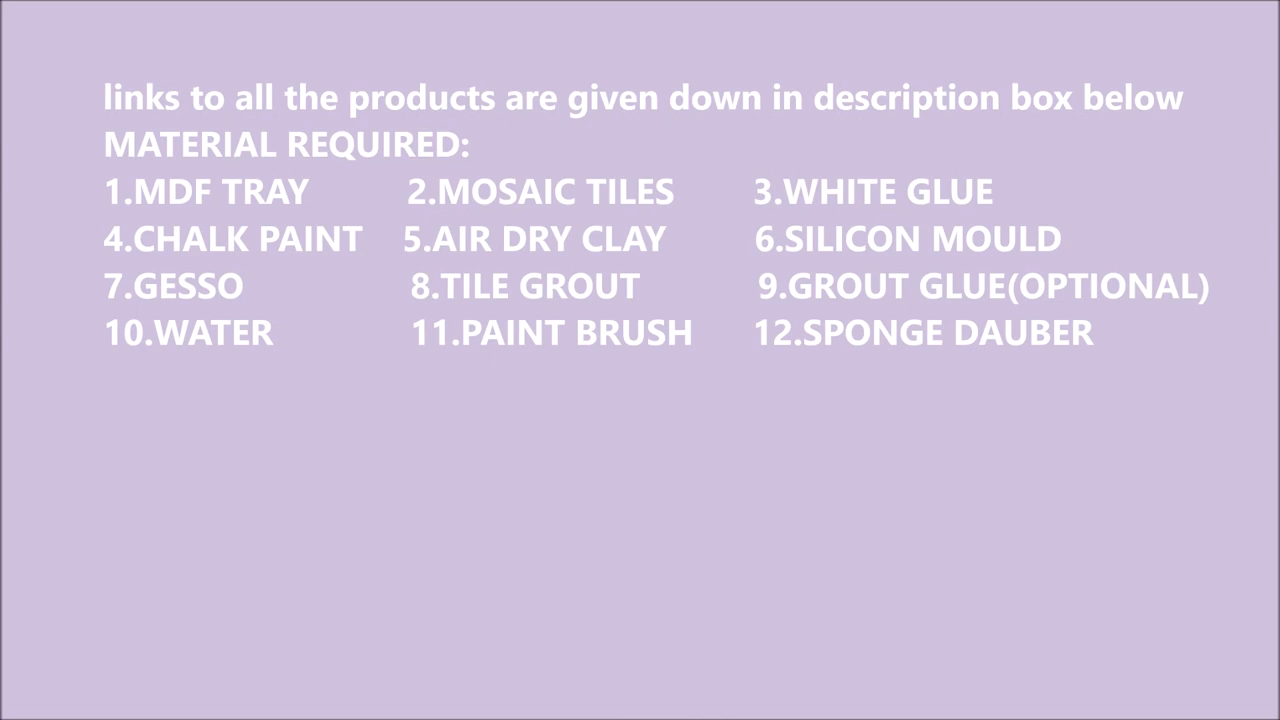 links to all the products are given down in description box below
MATERIAL REQUIRED:
1.MDF TRAY 2.MOSAIC TILES 3.WHITE GLUE
4.CHALK PAINT 5.AIR DRY CLAY 6.SILICON MOULD
7.GESSO 8.TILE GROUT 9.GROUT GLUE(OPTIONAL)
10.WATER 11.PAINT BRUSH 12.SPONGE DAUBER